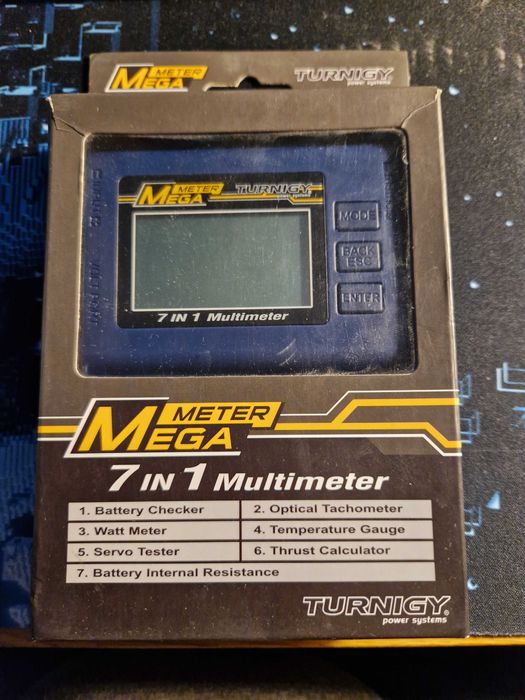 METER
MEGA
TURNIGY
power systems
METER
MEGA
TURNIGY
power systems
MODE
BACK
ESC
ENTER
7 IN 1 Multimeter
METER
MEGA
7 IN 1 Multimeter
1. Battery Checker
2. Optical Tachometer
3. Watt Meter
4. Temperature Gauge
5. Servo Tester
6. Thrust Calculator
7. Battery Internal Resistance
TURNIGY®
power systems